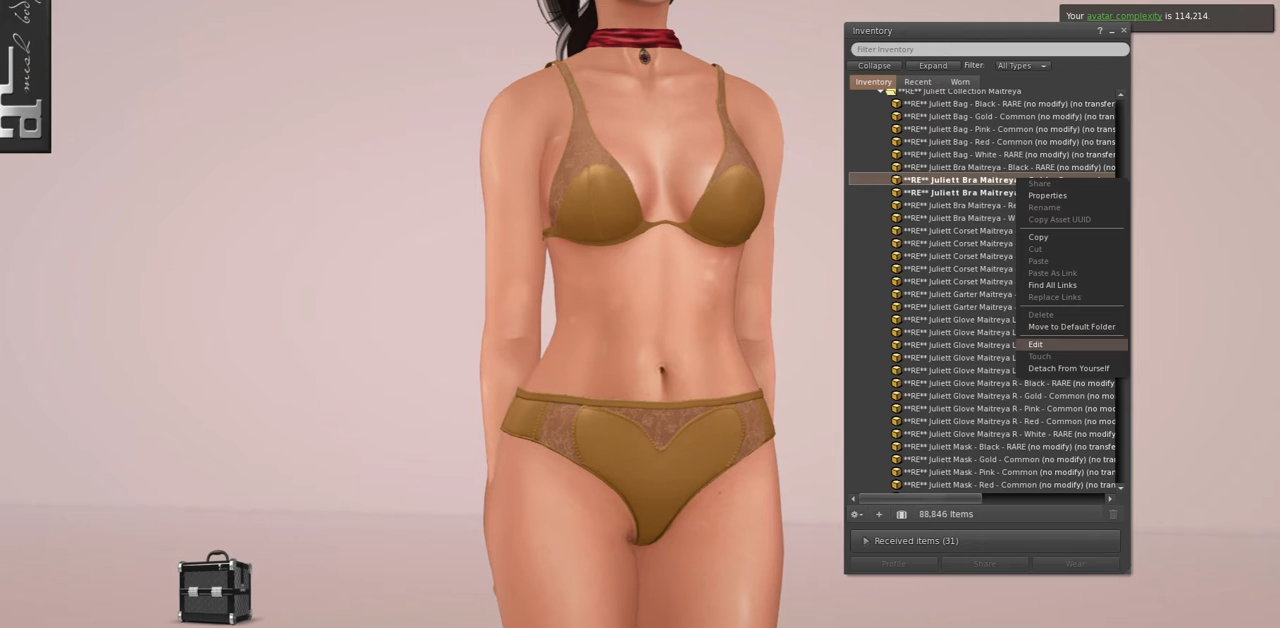 mesh body
Your avatar complexity is 114,214.
Inventory
? _ ×
Filter Inventory
Collapse Expand Filter: All Types
Inventory Recent Worn
**RE** Juliett Collection Maitreya
**RE** Juliett Bag - Black - RARE (no modify) (no transfer
**RE** Juliett Bag - Gold - Common (no modify) (no tran
**RE** Juliett Bag - Pink - Common (no modify) (no trans
**RE** Juliett Bag - Red - Common (no modify) (no trans
**RE** Juliett Bag - White - RARE (no modify) (no transfe
**RE** Juliett Bra Maitreya - Black - RARE (no modify) (no
**RE** Juliett Bra Maitreya
**RE** Juliett Bra Maitreya
**RE** Juliett Bra Maitreya - Re
**RE** Juliett Bra Maitreya - W
**RE** Juliett Corset Maitreya
**RE** Juliett Corset Maitreya
**RE** Juliett Corset Maitreya
**RE** Juliett Corset Maitreya
**RE** Juliett Corset Maitreya
**RE** Juliett Garter Maitreya -
**RE** Juliett Garter Maitreya -
**RE** Juliett Glove Maitreya L
**RE** Juliett Glove Maitreya L
**RE** Juliett Glove Maitreya L
**RE** Juliett Glove Maitreya L
**RE** Juliett Glove Maitreya L
**RE** Juliett Glove Maitreya R - Black - RARE (no modify
**RE** Juliett Glove Maitreya R - Gold - Common (no mo
**RE** Juliett Glove Maitreya R - Pink - Common (no moc
**RE** Juliett Glove Maitreya R - Red - Common (no mod
**RE** Juliett Glove Maitreya R - White - RARE (no modify
**RE** Juliett Mask - Black - RARE (no modify) (no transf
**RE** Juliett Mask - Gold - Common (no modify) (no tra
**RE** Juliett Mask - Pink - Common (no modify) (no tra
**RE** Juliett Mask - Red - Common (no modify) (no tran
Share
Properties
Rename
Copy Asset UUID
Copy
Cut
Paste
Paste As Link
Find All Links
Replace Links
Delete
Move to Default Folder
Edit
Touch
Detach From Yourself
88,846 Items
Received items (31)
Profile Share Wear